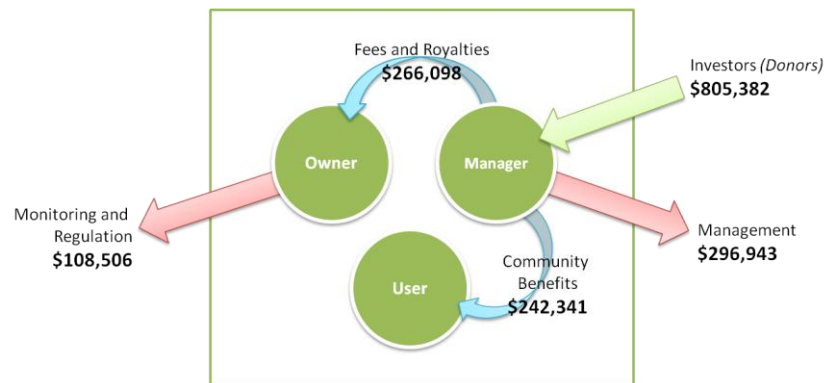 Fees and Royalties
$266,098
Investors (Donors)
$805,382
Owner
Manager
Monitoring and
Regulation
$108,506
Management
$296,943
Community
Benefits
$242,341
User